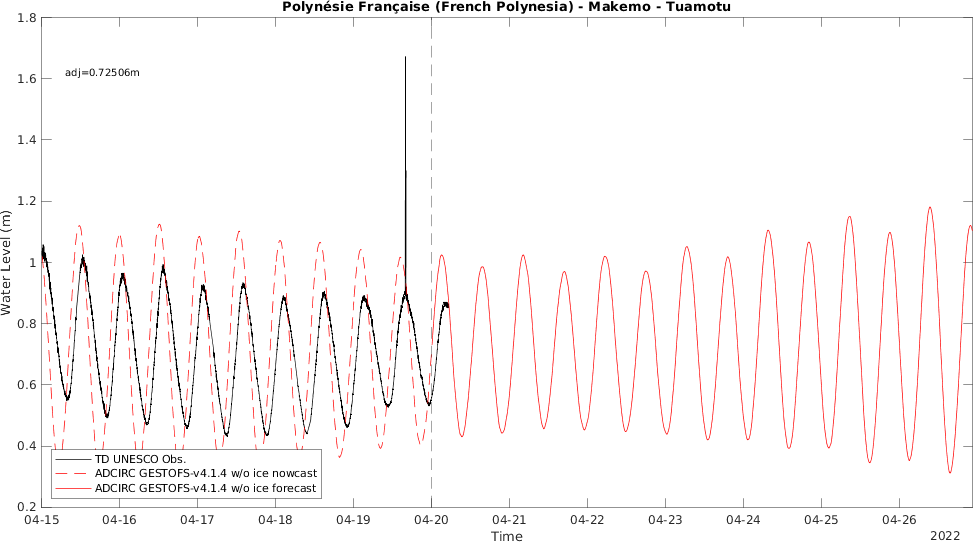 Polynésie Française (French Polynesia) - Makemo - Tuamotu
1.8
adj=0.72506m
1.6
1.4
1.2
1
0.8
0.6
0.4
0.2
Water Level (m)
TD UNESCO Obs.
ADCIRC GESTOFS-v4.1.4 w/o ice nowcast
ADCIRC GESTOFS-v4.1.4 w/o ice forecast
04-15 04-16 04-17 04-18 04-19 04-20 04-21 04-22 04-23 04-24 04-25 04-26
Time
2022